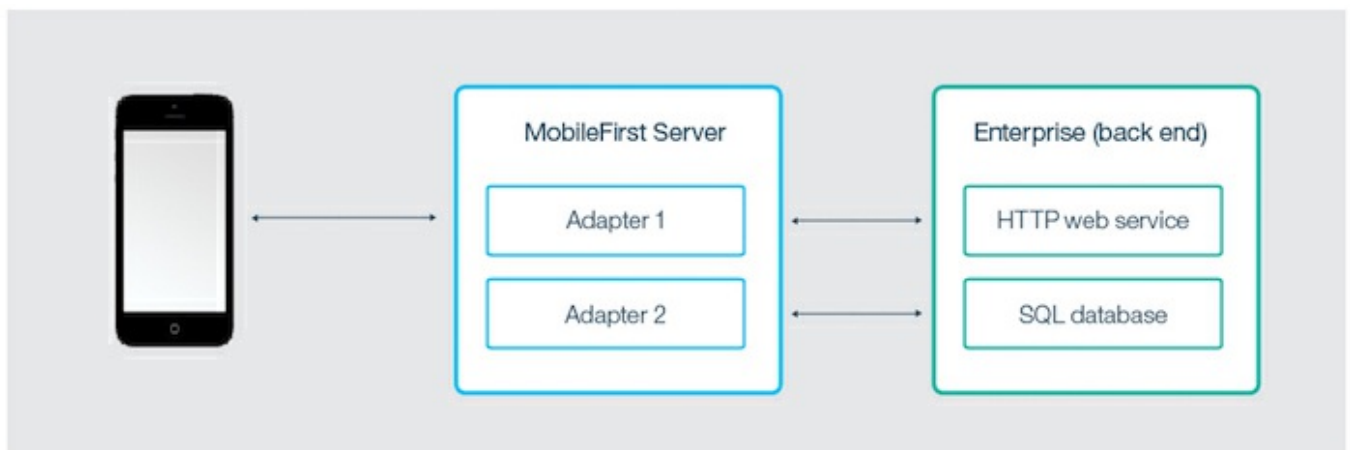 MobileFirst Server
Adapter 1
Adapter 2
Enterprise (back end)
HTTP web service
SQL database